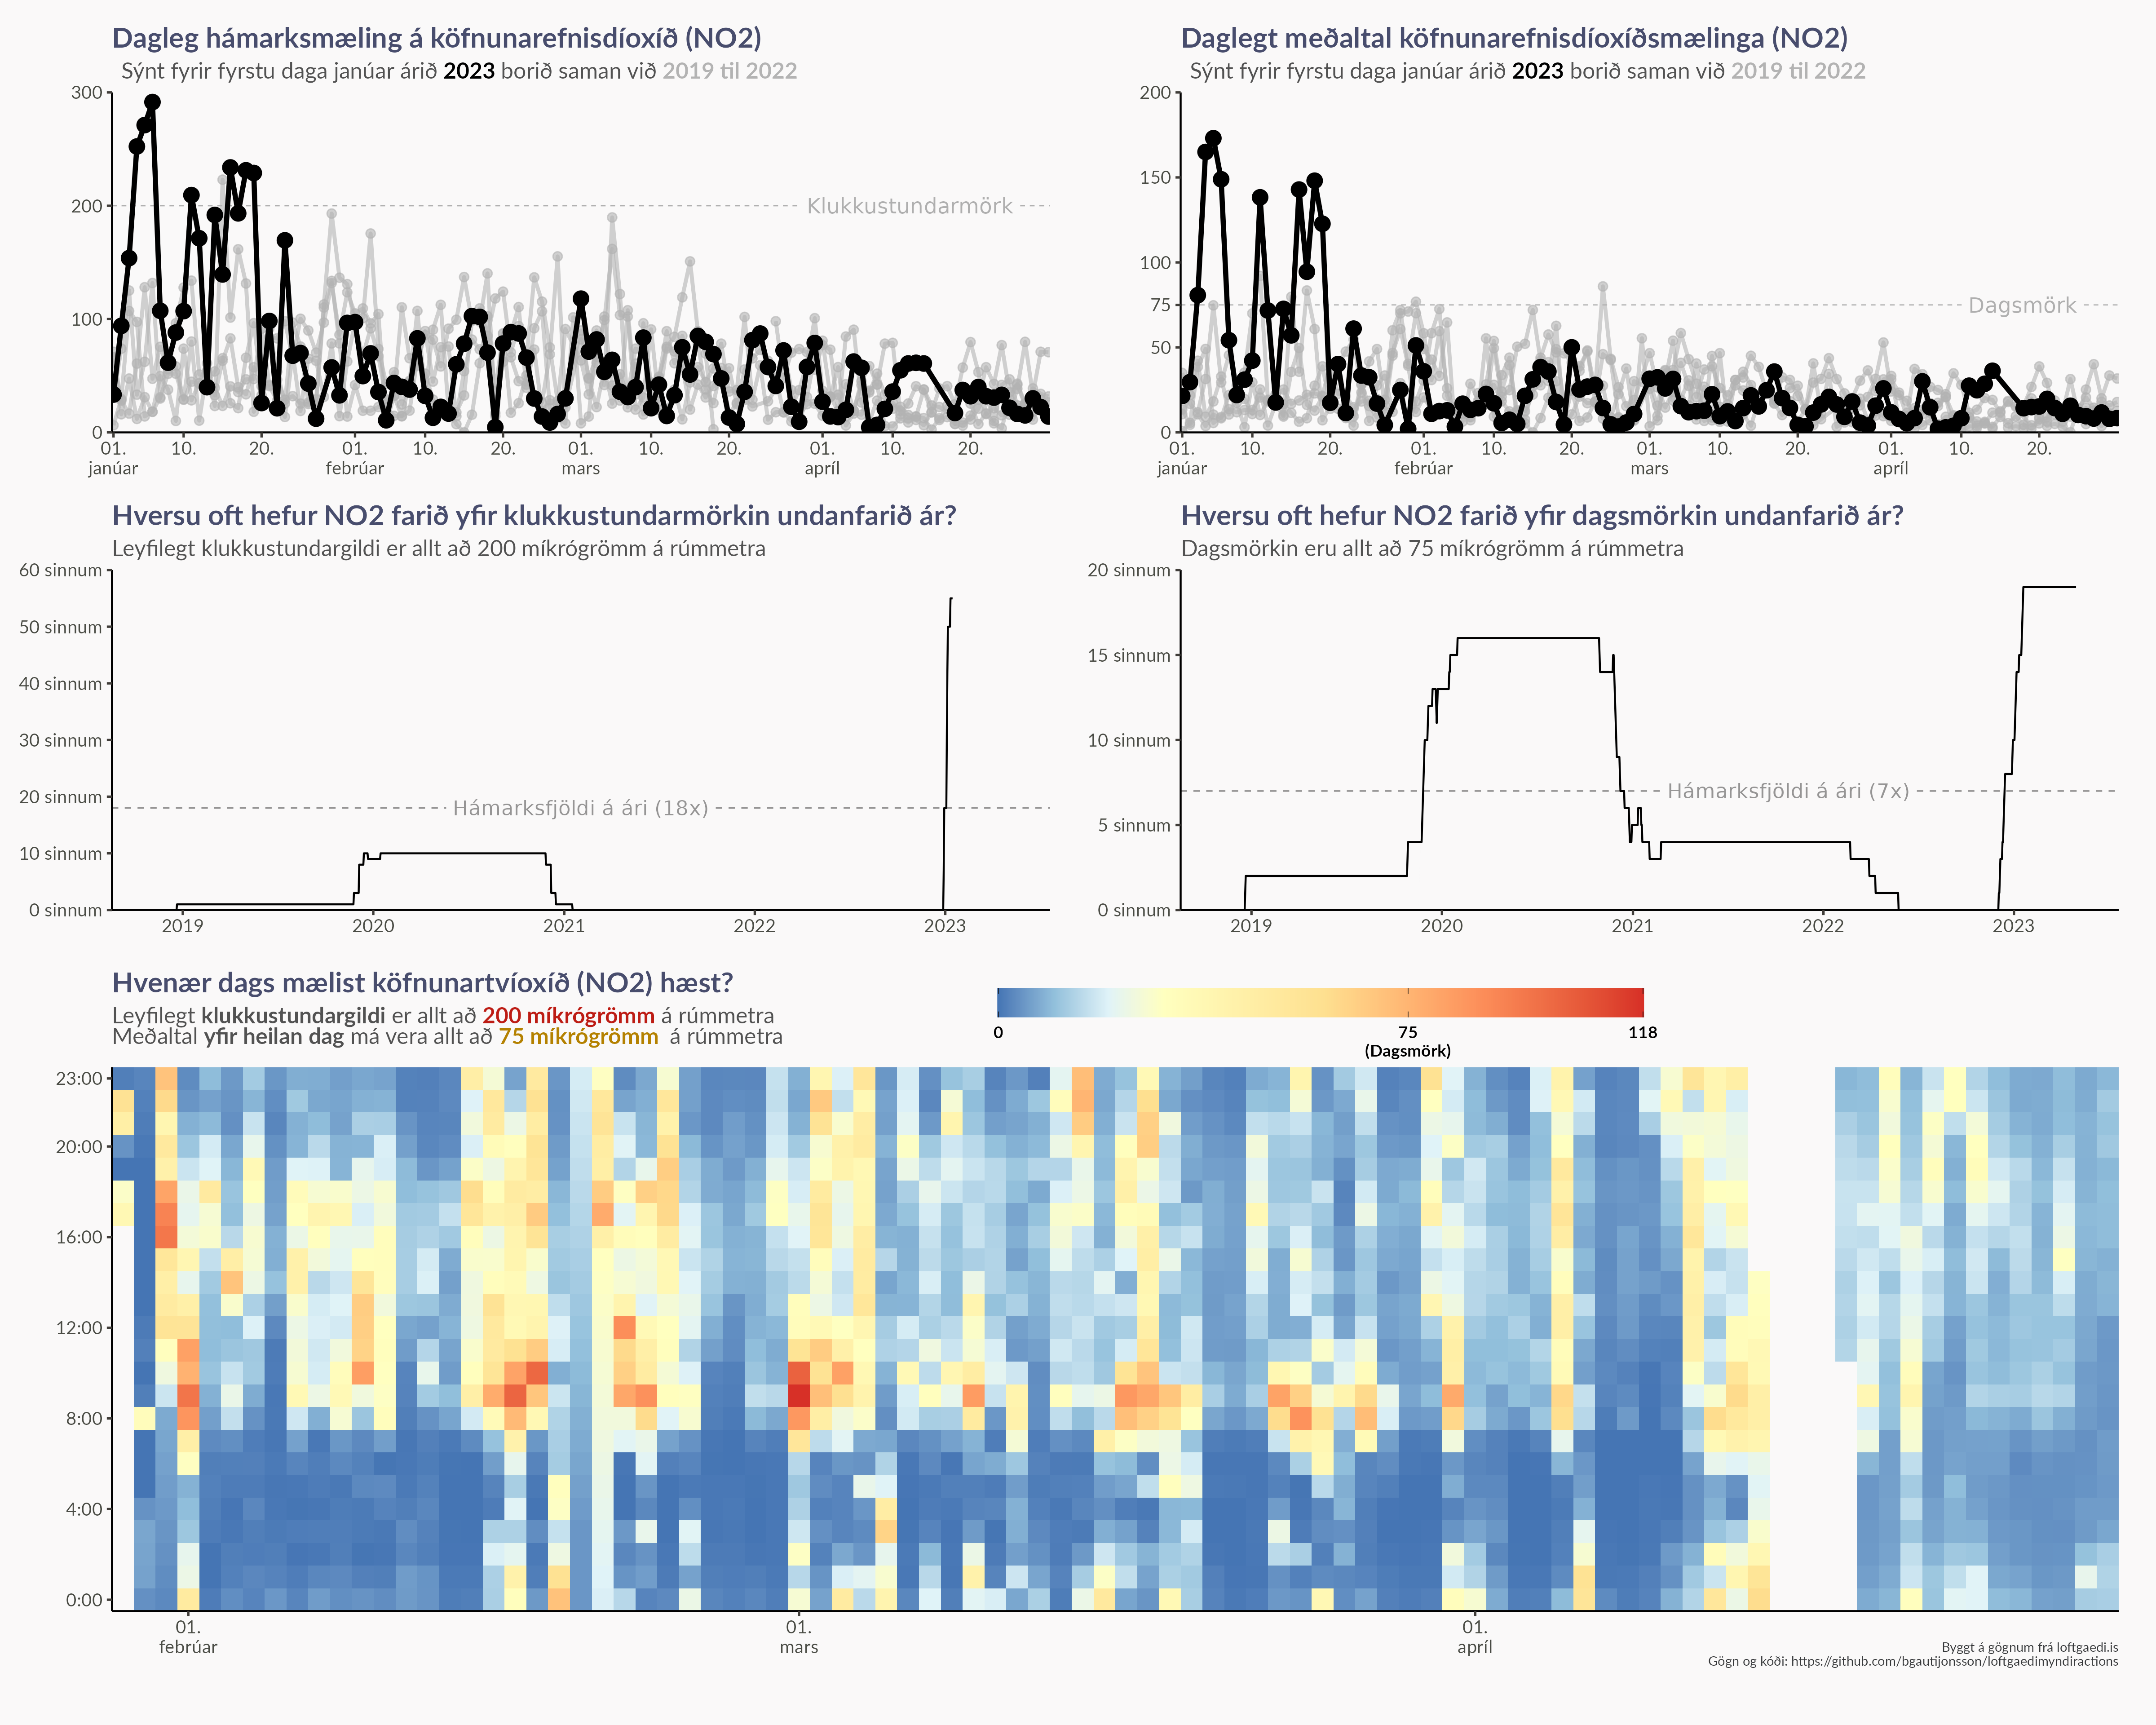 Dagleg hámarksmæling á köfnunarefnisdíoxíð (NO2)
Sýnt fyrir fyrstu daga janúar árið 2023 borið saman við 2019 til 2022
300
200
100
0
Klukkustundarmörk
01. 10. 20. 01. 10. 20. 01. 10. 20. 01. 10. 20.
janúar febrúar mars apríl
Daglegt meðaltal köfnunarefnisdíoxíðsmælinga (NO2)
Sýnt fyrir fyrstu daga janúar árið 2023 borið saman við 2019 til 2022
200
150
100
75
50
0
Dagsmörk
01. 10. 20. 01. 10. 20. 01. 10. 20. 01. 10. 20.
janúar febrúar mars apríl
Hversu oft hefur NO2 farið yfir klukkustundarmörkin undanfarið ár?
Leyfilegt klukkustundargildi er allt að 200 míkrógrömm á rúmmetra
60 sinnum
50 sinnum
40 sinnum
30 sinnum
20 sinnum
10 sinnum
0 sinnum
Hámarksfjöldi á ári (18x)
2019 2020 2021 2022 2023
Hversu oft hefur NO2 farið yfir dagsmörkin undanfarið ár?
Dagsmörkin eru allt að 75 míkrógrömm á rúmmetra
20 sinnum
15 sinnum
10 sinnum
5 sinnum
0 sinnum
Hámarksfjöldi á ári (7x)
2019 2020 2021 2022 2023
Hvenær dags mælist köfnunartvíoxíð (NO2) hæst?
Leyfilegt klukkustundargildi er allt að 200 míkrógrömm á rúmmetra
Meðaltal yfir heilan dag má vera allt að 75 míkrógrömm á rúmmetra
0 75 118
(Dagsmörk)
23:00
20:00
16:00
12:00
8:00
4:00
0:00
01. 01. 01.
febrúar mars apríl
Byggt á gögnum frá loftgaedi.is
Gögn og kóði: https://github.com/bgautijonsson/loftgaedimyndiractions